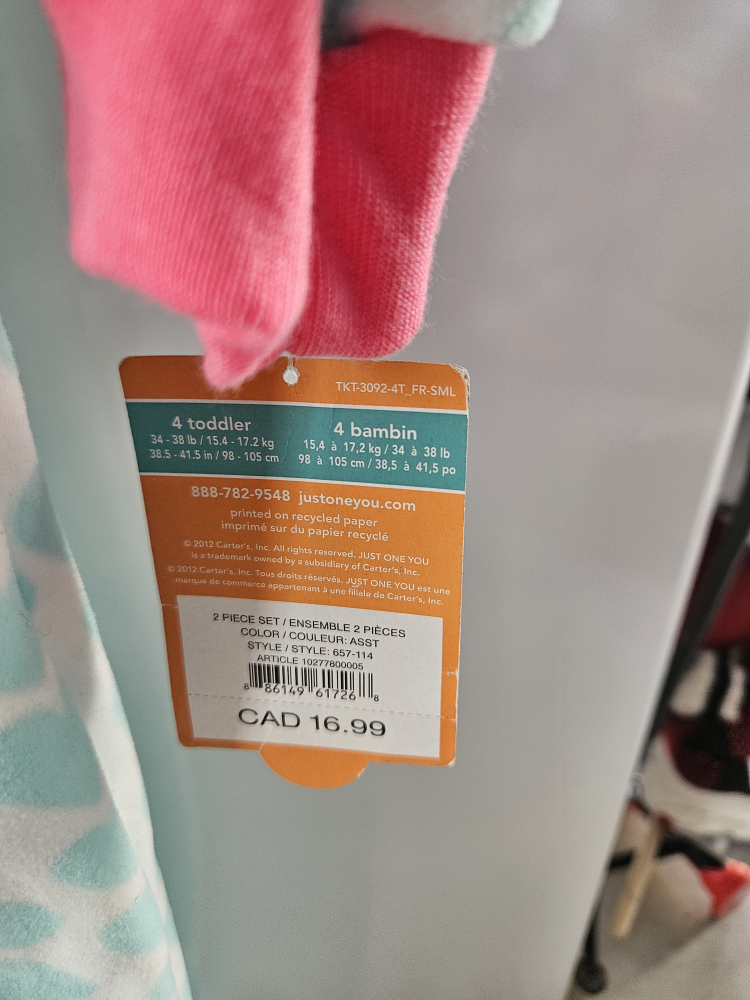 TKT-3092-4T_FR-SML
4 toddler
34 - 38 lb / 15.4 - 17.2 kg
38.5 - 41.5 in / 98 - 105 cm.
4 bambin
15,4 à 17,2 kg / 34 à 38 lb
98 à 105 cm / 38,5 à 41,5 po
888-782-9548 justoneyou.com
printed on recycled paper
imprimé sur du papier recyclé
© 2012 Carter's, Inc. All rights reserved. JUST ONE YOU
is a trademark owned by a subsidiary of Carter's, Inc.
© 2012 Carter's, Inc. Tous droits réservés. JUST ONE YOU est une
marque de commerce appartenant à une filiale de Carter's, Inc.
2 PIECE SET / ENSEMBLE 2 PIÈCES
COLOR / COULEUR: ASST
STYLE / STYLE: 657-114
ARTICLE 10277800005
8 86149 61726 8
CAD 16.99